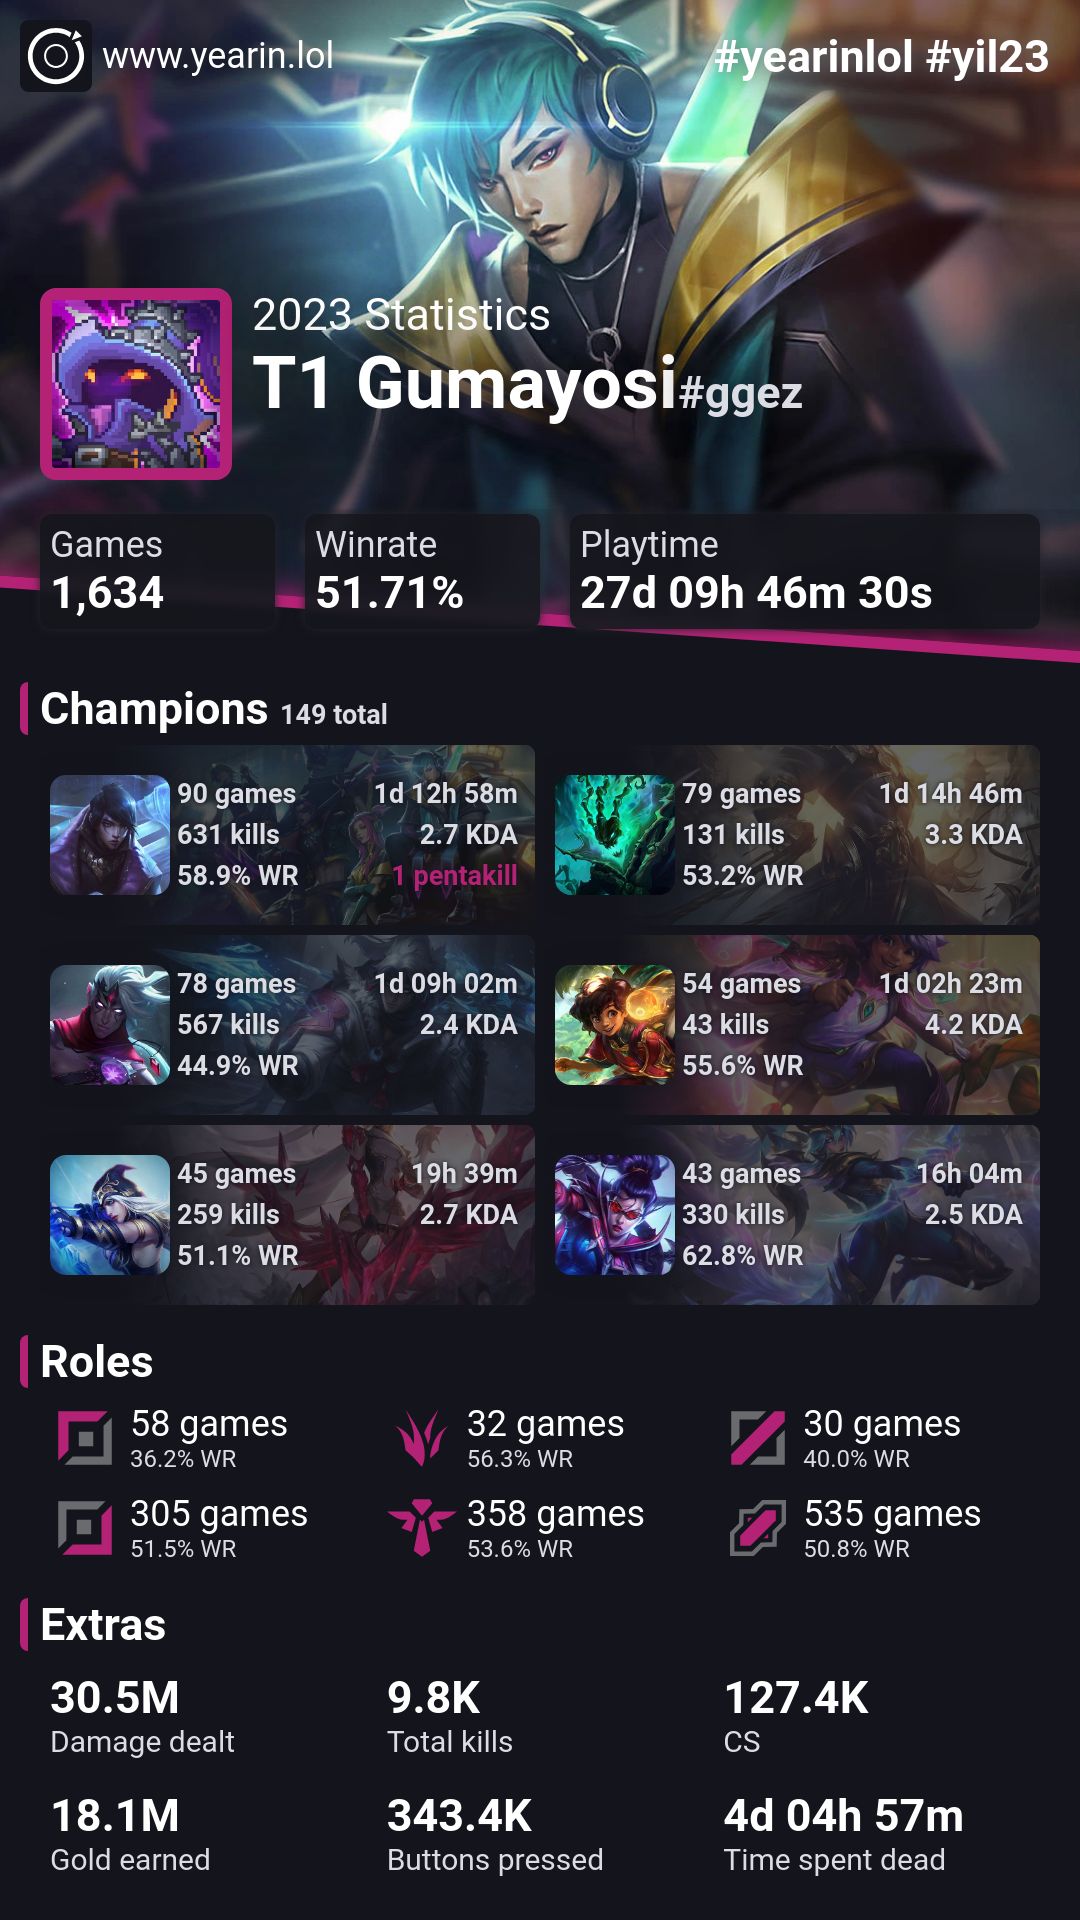 www.yearin.lol
#yearinlol #yil23
2023 Statistics
T1 Gumayosi#ggez
Games
1,634
Winrate
51.71%
Playtime
27d 09h 46m 30s
Champions 149 total
90 games 1d 12h 58m
631 kills 2.7 KDA
58.9% WR 1 pentakill
79 games 1d 14h 46m
131 kills 3.3 KDA
53.2% WR
78 games 1d 09h 02m
567 kills 2.4 KDA
44.9% WR
54 games 1d 02h 23m
43 kills 4.2 KDA
55.6% WR
45 games 19h 39m
259 kills 2.7 KDA
51.1% WR
43 games 16h 04m
330 kills 2.5 KDA
62.8% WR
Roles
58 games
36.2% WR
32 games
56.3% WR
30 games
40.0% WR
305 games
51.5% WR
358 games
53.6% WR
535 games
50.8% WR
Extras
30.5M
Damage dealt
9.8K
Total kills
127.4K
CS
18.1M
Gold earned
343.4K
Buttons pressed
4d 04h 57m
Time spent dead